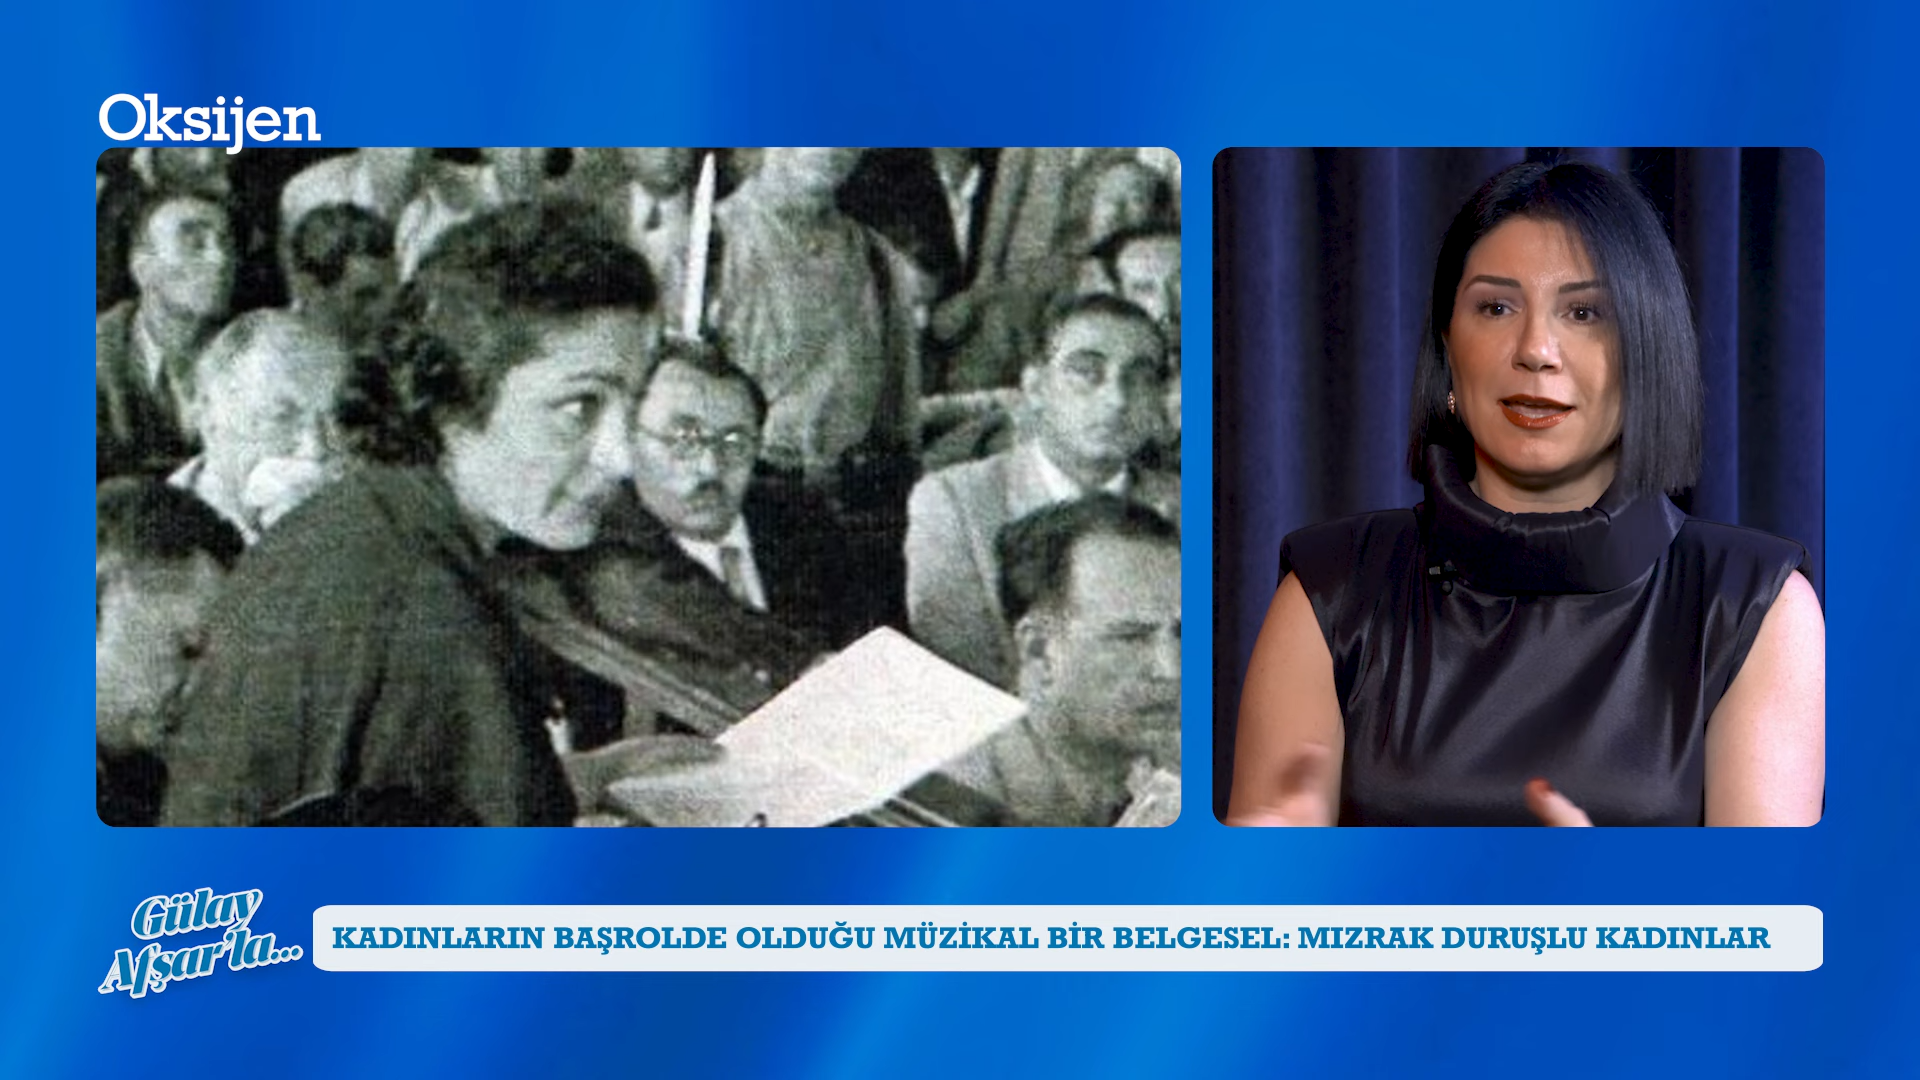 Oksijen
Gülay
Afşar'la...
KADINLARIN BAŞROLDE OLDUĞU MÜZİKAL BİR BELGESEL: MIZRAK DURUŞLU KADINLAR